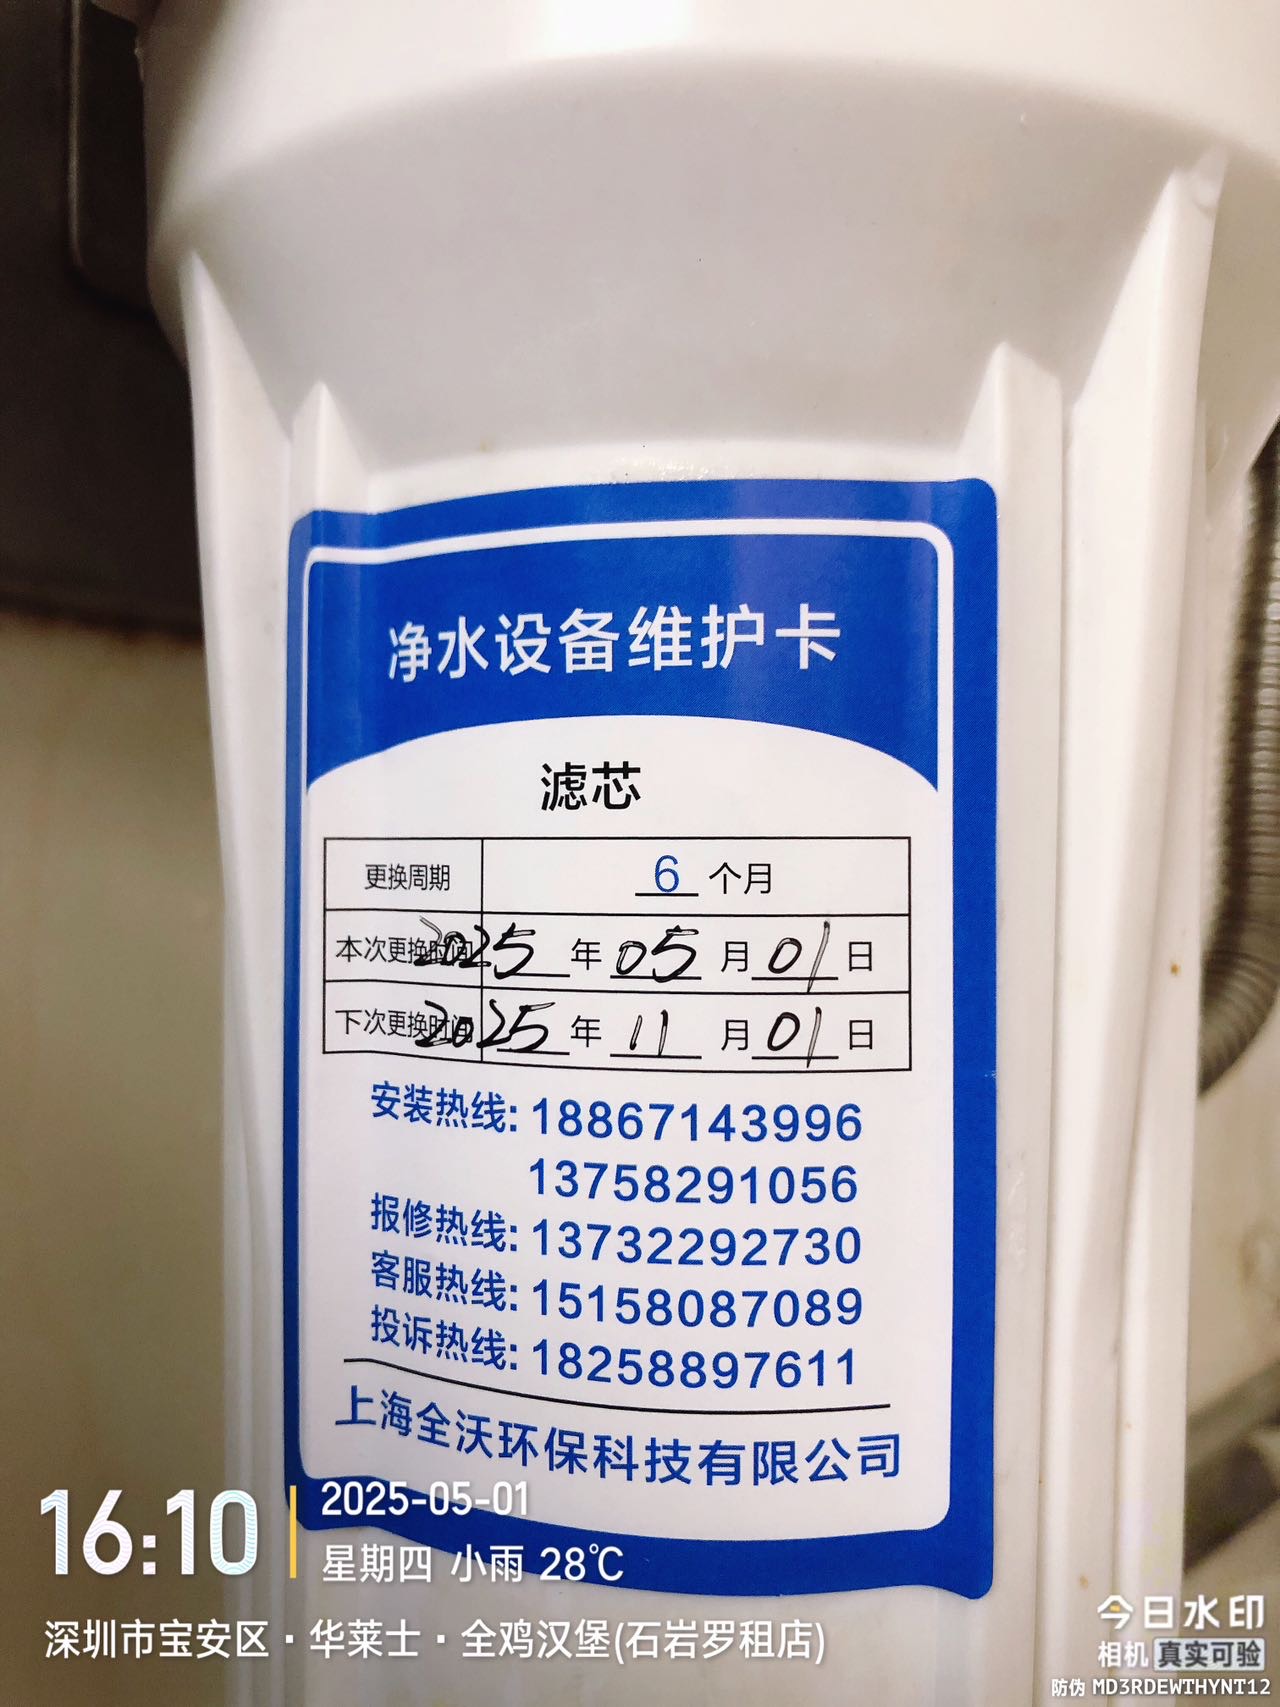 净水设备维护卡
滤芯
更换周期 6 个月
本次更换时间 2025 年 05 月 01 日
下次更换时间 2025 年 11 月 01 日
安装热线: 18867143996
13758291056
报修热线: 13732292730
客服热线: 15158087089
投诉热线: 18258897611
上海全沃环保科技有限公司
16:10
2025-05-01
星期四 小雨 28℃
深圳市宝安区·华莱士·全鸡汉堡(石岩罗租店)
今日水印
相机 真实可验
防伪 MD3RDEWTHYNT12